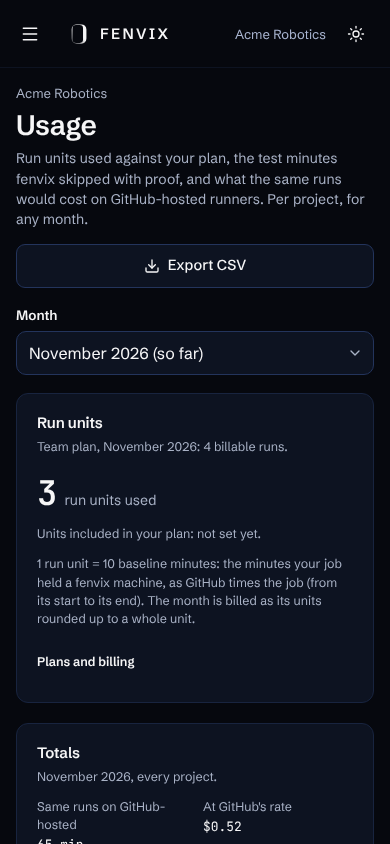 FENVIX
Acme Robotics
Acme Robotics
Usage
Run units used against your plan, the test minutes
fenvix skipped with proof, and what the same runs
would cost on GitHub-hosted runners. Per project, for
any month.
Export CSV
Month
November 2026 (so far)
Run units
Team plan, November 2026: 4 billable runs.
3 run units used
Units included in your plan: not set yet.
1 run unit = 10 baseline minutes: the minutes your job
held a fenvix machine, as GitHub times the job (from
its start to its end). The month is billed as its units
rounded up to a whole unit.
Plans and billing
Totals
November 2026, every project.
Same runs on GitHub-
hosted
At GitHub's rate
$0.52